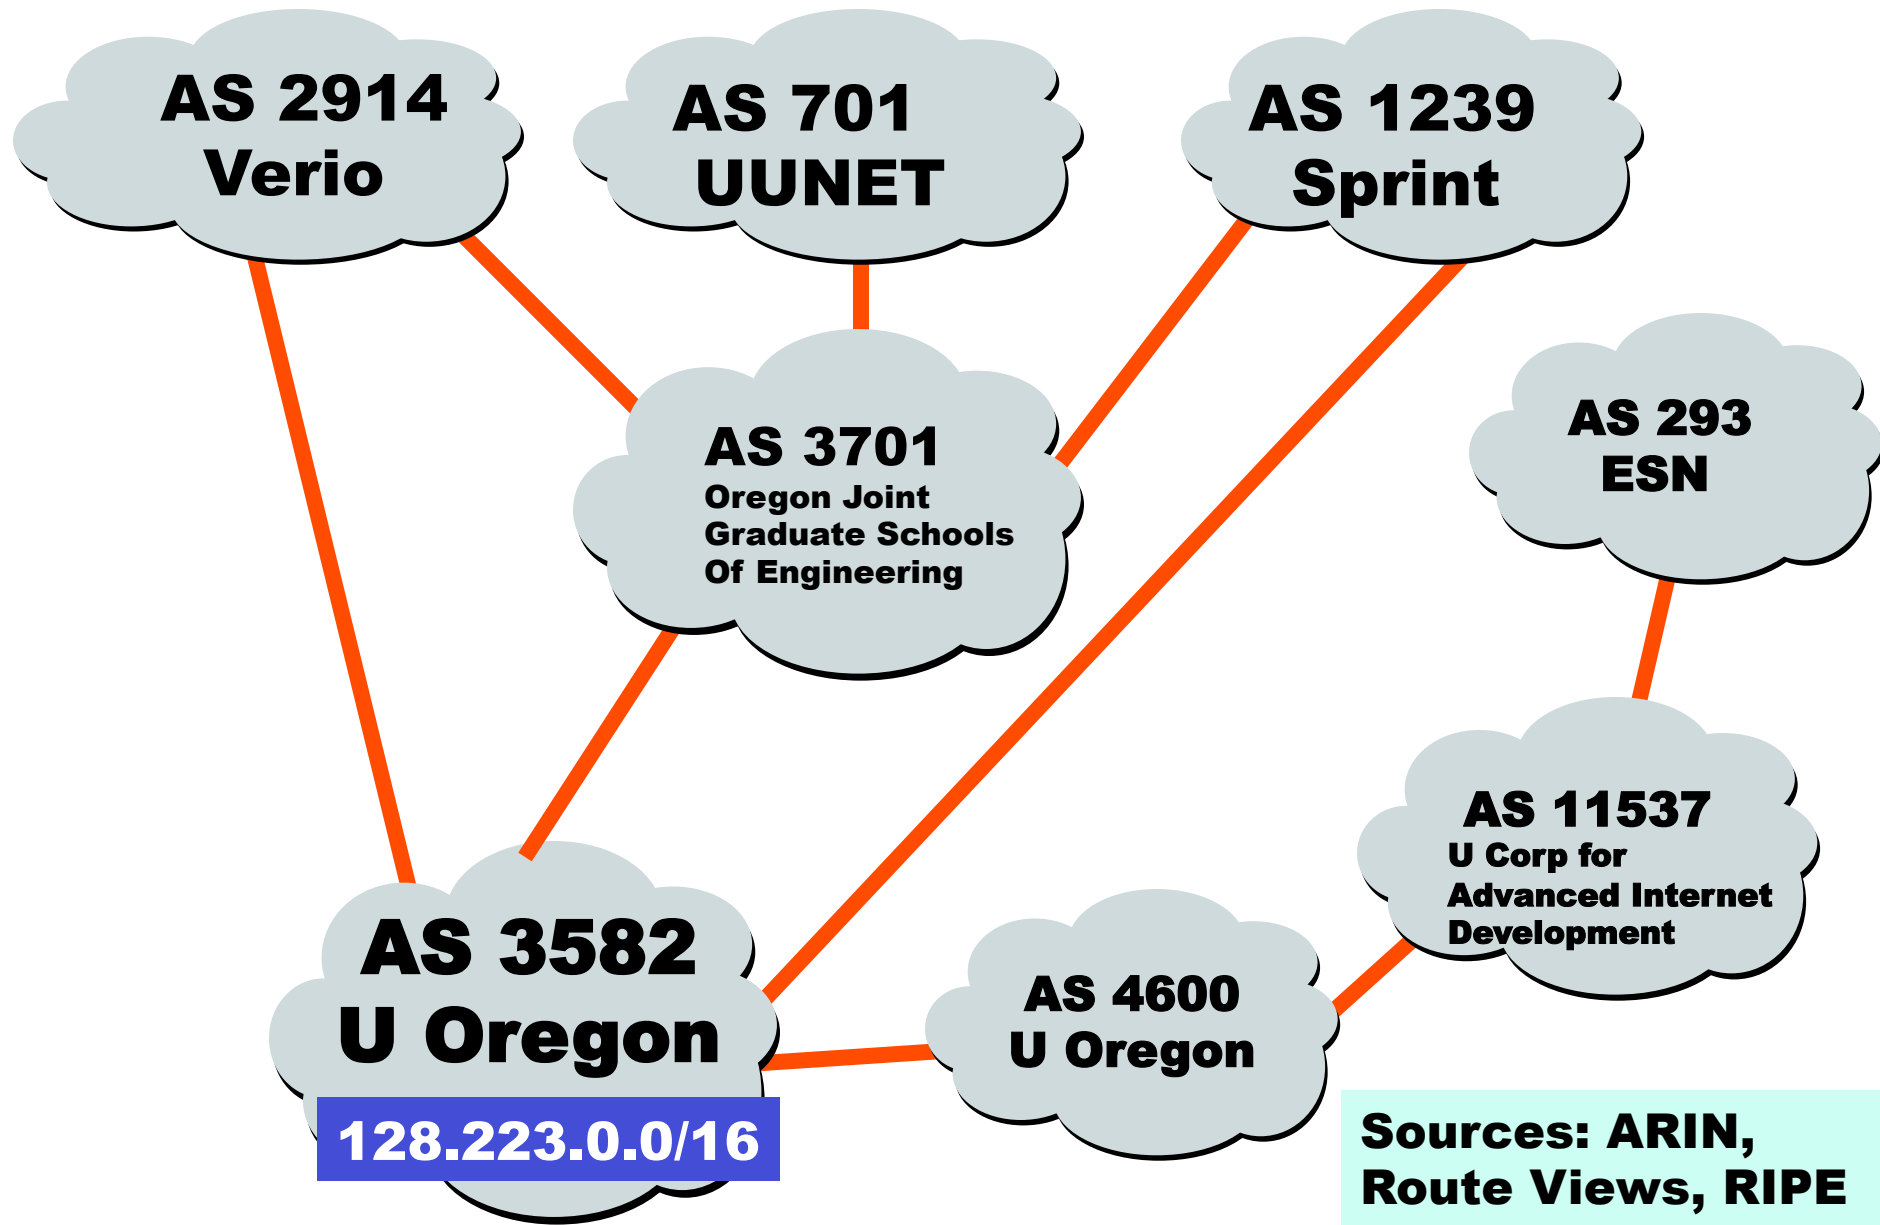 AS 2914
Verio
AS 701
UUNET
AS 1239
Sprint
AS 3701
Oregon Joint
Graduate Schools
Of Engineering
AS 293
ESN
AS 11537
U Corp for
Advanced Internet
Development
AS 3582
U Oregon
128.223.0.0/16
AS 4600
U Oregon
Sources: ARIN,
Route Views, RIPE